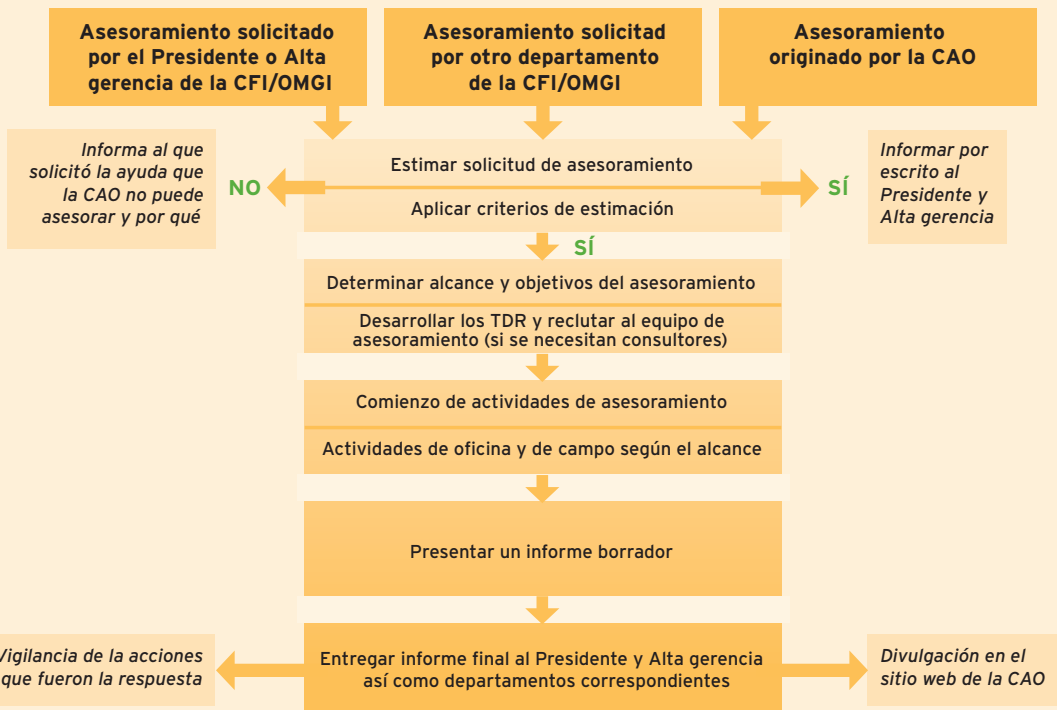 Asesoramiento solicitado
por el Presidente o Alta
gerencia de la CFI/OMGI
Asesoramiento solicitad
por otro departamento
de la CFI/OMGI
Asesoramiento
originado por la CAO
Informa al que
solicitó la ayuda que
la CAO no puede
asesorar y por qué
NO
Estimar solicitud de asesoramiento
Aplicar criterios de estimación
SÍ
Informar por
escrito al
Presidente y
Alta gerencia
SÍ
Determinar alcance y objetivos del asesoramiento
Desarrollar los TDR y reclutar al equipo de
asesoramiento (si se necesitan consultores)
Comienzo de actividades de asesoramiento
Actividades de oficina y de campo según el alcance
Presentar un informe borrador
Vigilancia de la acciones
que fueron la respuesta
Entregar informe final al Presidente y Alta gerencia
así como departamentos correspondientes
Divulgación en el
sitio web de la CAO